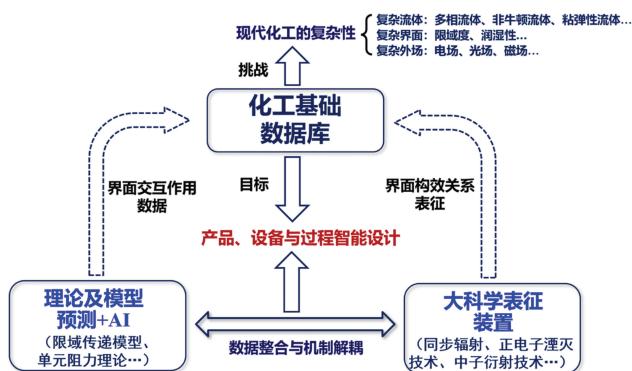 现代化工的复杂性
复杂流体：多相流体、非牛顿流体、粘弹性流体…
复杂界面：限域度、润湿性…
复杂外场：电场、光场、磁场…
挑战
化工基础
数据库
界面交互作用
数据
目标
界面构效关系
表征
产品、设备与过程智能设计
理论及模型
预测+AI
（限域传递模型、
单元阻力理论…）
数据整合与机制解耦
大科学表征
装置
（同步辐射、正电子湮灭
技术、中子衍射技术…）